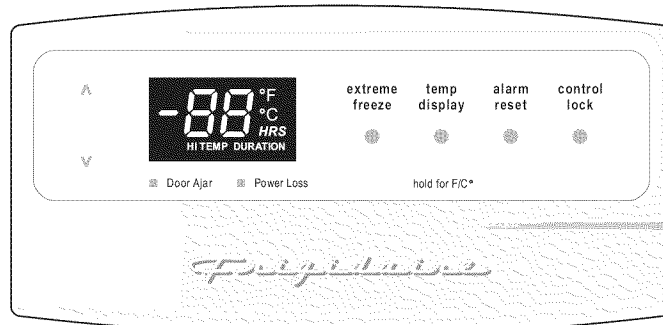 extreme freeze
temp display
alarm reset
control lock
-88 °F °C HRS
HI TEMP DURATION
Door Ajar
Power Loss
hold for F/C°
Frigidaire